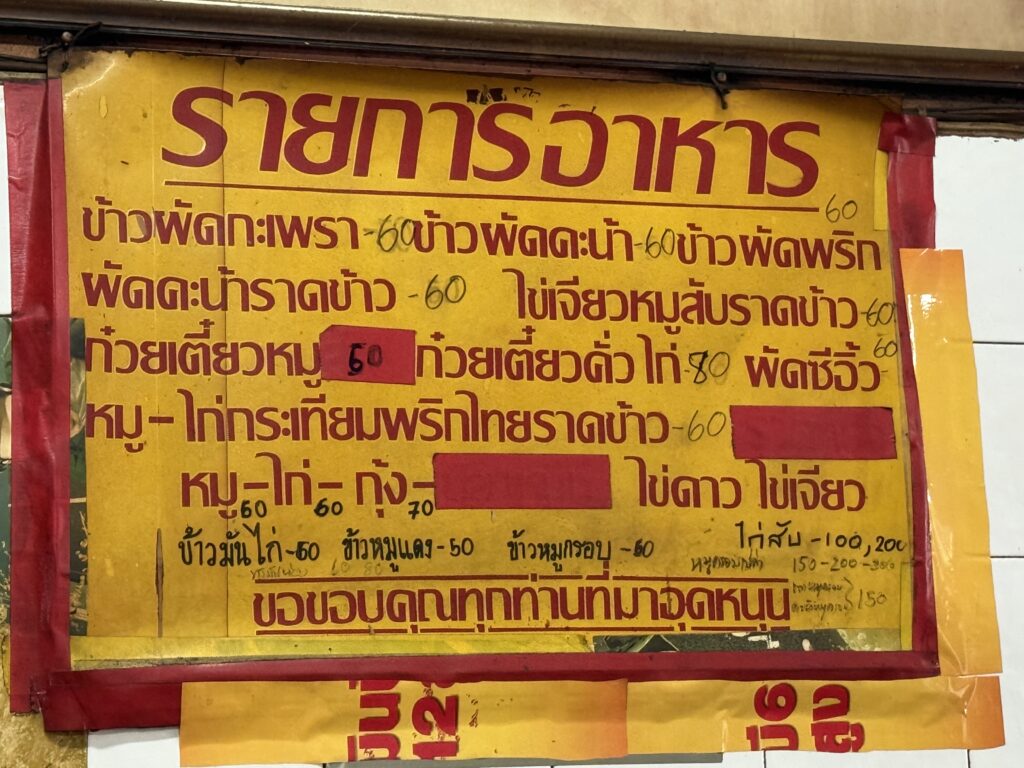 รายการอาหาร
ข้าวผัดกะเพรา-60 ข้าวผัดคะน้า-60 ข้าวผัดพริก 60
ผัดคะน้าราดข้าว -60 ไข่เจียวหมูสับราดข้าว-60
ก๋วยเตี๋ยวหมู 60 ก๋วยเตี๋ยวคั่วไก่-80 ผัดซีอิ้ว 60
หมู-ไก่กระเทียมพริกไทยราดข้าว-60
หมู-ไก่-กุ้ง- ไข่ดาว ไข่เจียว
60 60 70
ข้าวมันไก่-60 ข้าวหมูแดง-50 ข้าวหมูกรอบ-60 ไก่สับ-100,200
150-200-300
150
ขอขอบคุณทุกท่านที่มาอุดหนุน